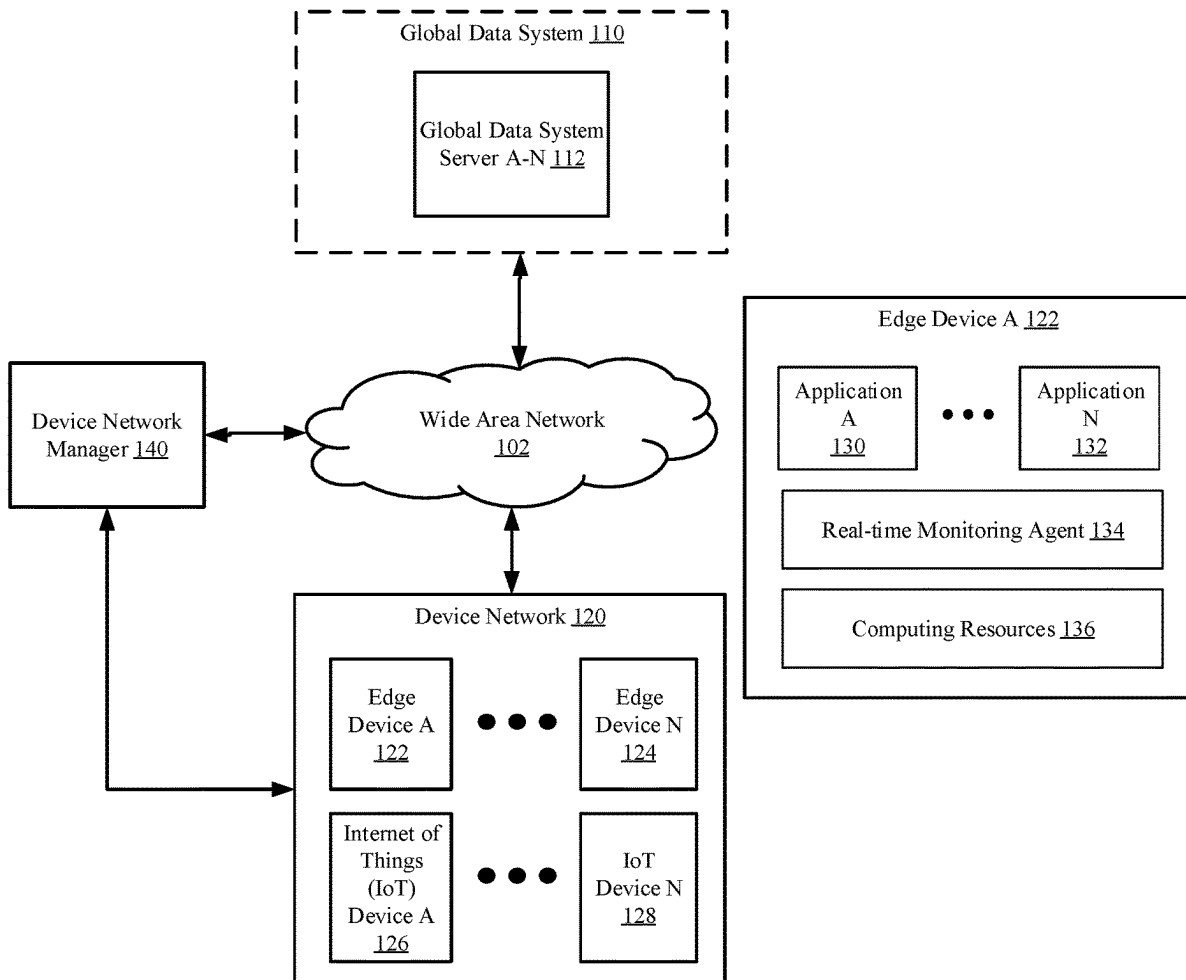 Global Data System 110
Global Data System
Server A-N 112
Edge Device A 122
Application
A
130
Application
N
132
Real-time Monitoring Agent 134
Computing Resources 136
Device Network
Manager 140
Wide Area Network
102
Device Network 120
Edge
Device A
122
Edge
Device N
124
Internet of
Things
(IoT)
Device A
126
IoT
Device N
128